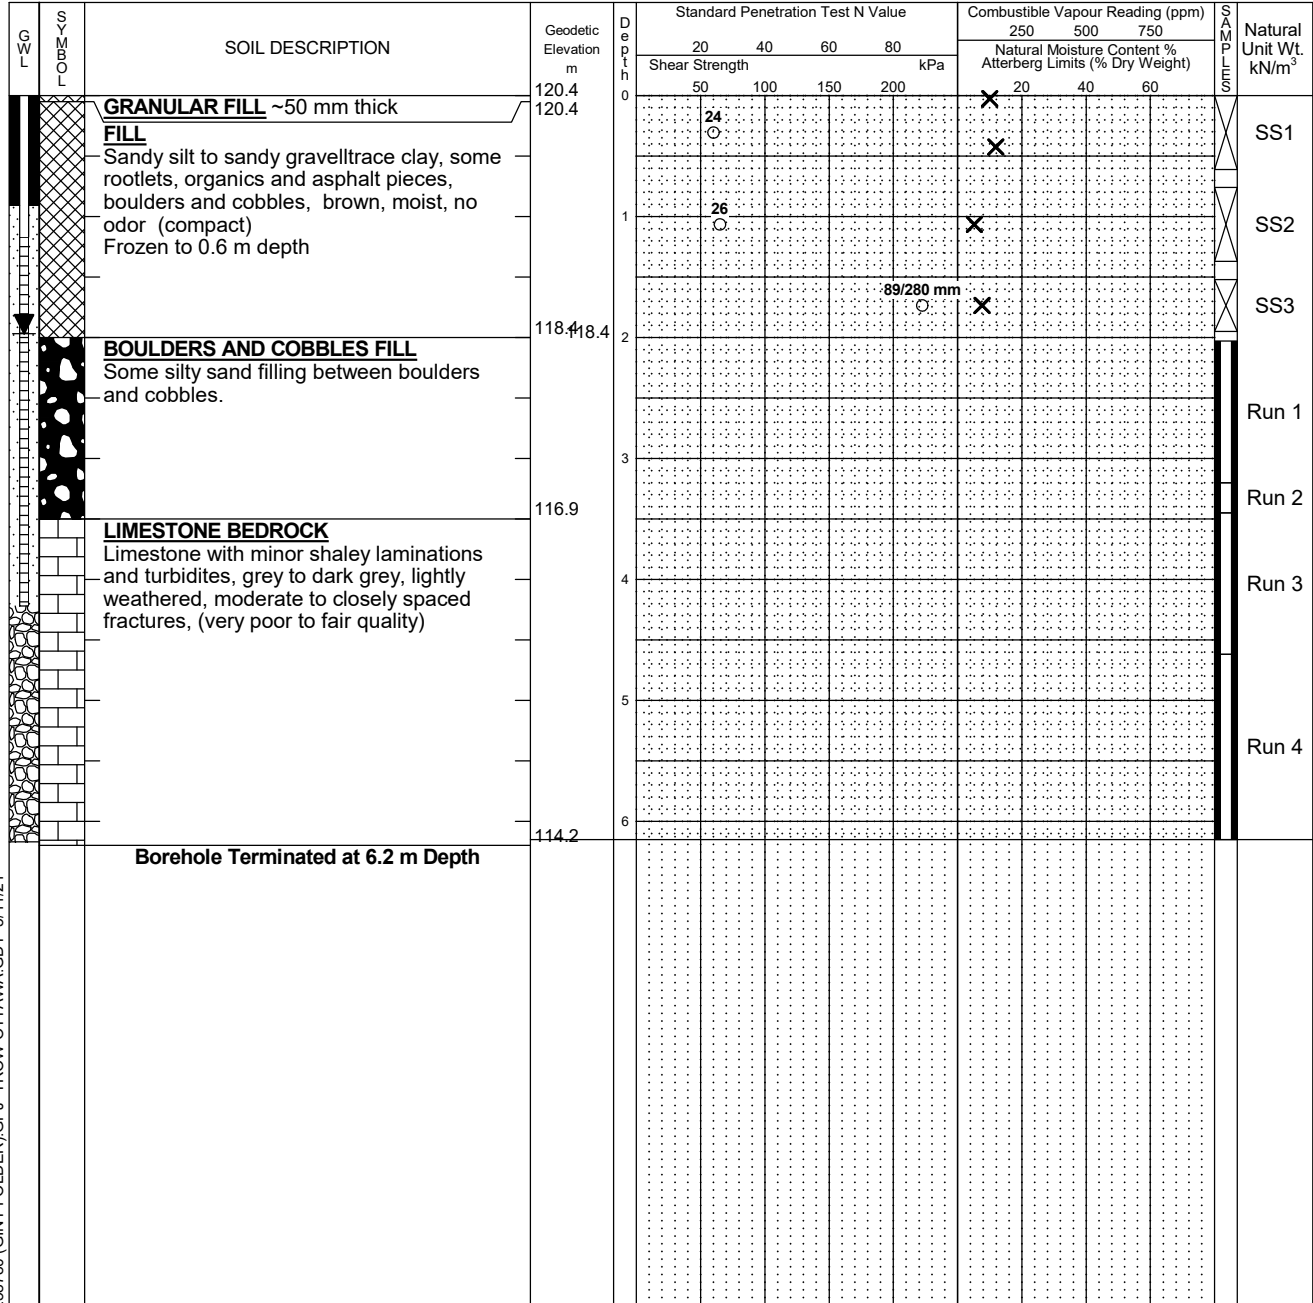 GWL
SYMBOL
SOIL DESCRIPTION
Geodetic
Elevation
m
Depth
Standard Penetration Test N Value
20 40 60 80
Shear Strength kPa
50 100 150 200
Combustible Vapour Reading (ppm)
250 500 750
Natural Moisture Content %
Atterberg Limits (% Dry Weight)
20 40 60
SAMPLES
Natural
Unit Wt.
kN/m³
120.4
0
GRANULAR FILL ~50 mm thick
120.4
FILL
Sandy silt to sandy gravelltrace clay, some
rootlets, organics and asphalt pieces,
boulders and cobbles, brown, moist, no
odor (compact)
Frozen to 0.6 m depth
24
SS1
1
26
SS2
89/280 mm
SS3
118.4
118.4
2
BOULDERS AND COBBLES FILL
Some silty sand filling between boulders
and cobbles.
Run 1
3
Run 2
116.9
LIMESTONE BEDROCK
Limestone with minor shaley laminations
and turbidites, grey to dark grey, lightly
weathered, moderate to closely spaced
fractures, (very poor to fair quality)
4
Run 3
5
Run 4
6
114.2
Borehole Terminated at 6.2 m Depth